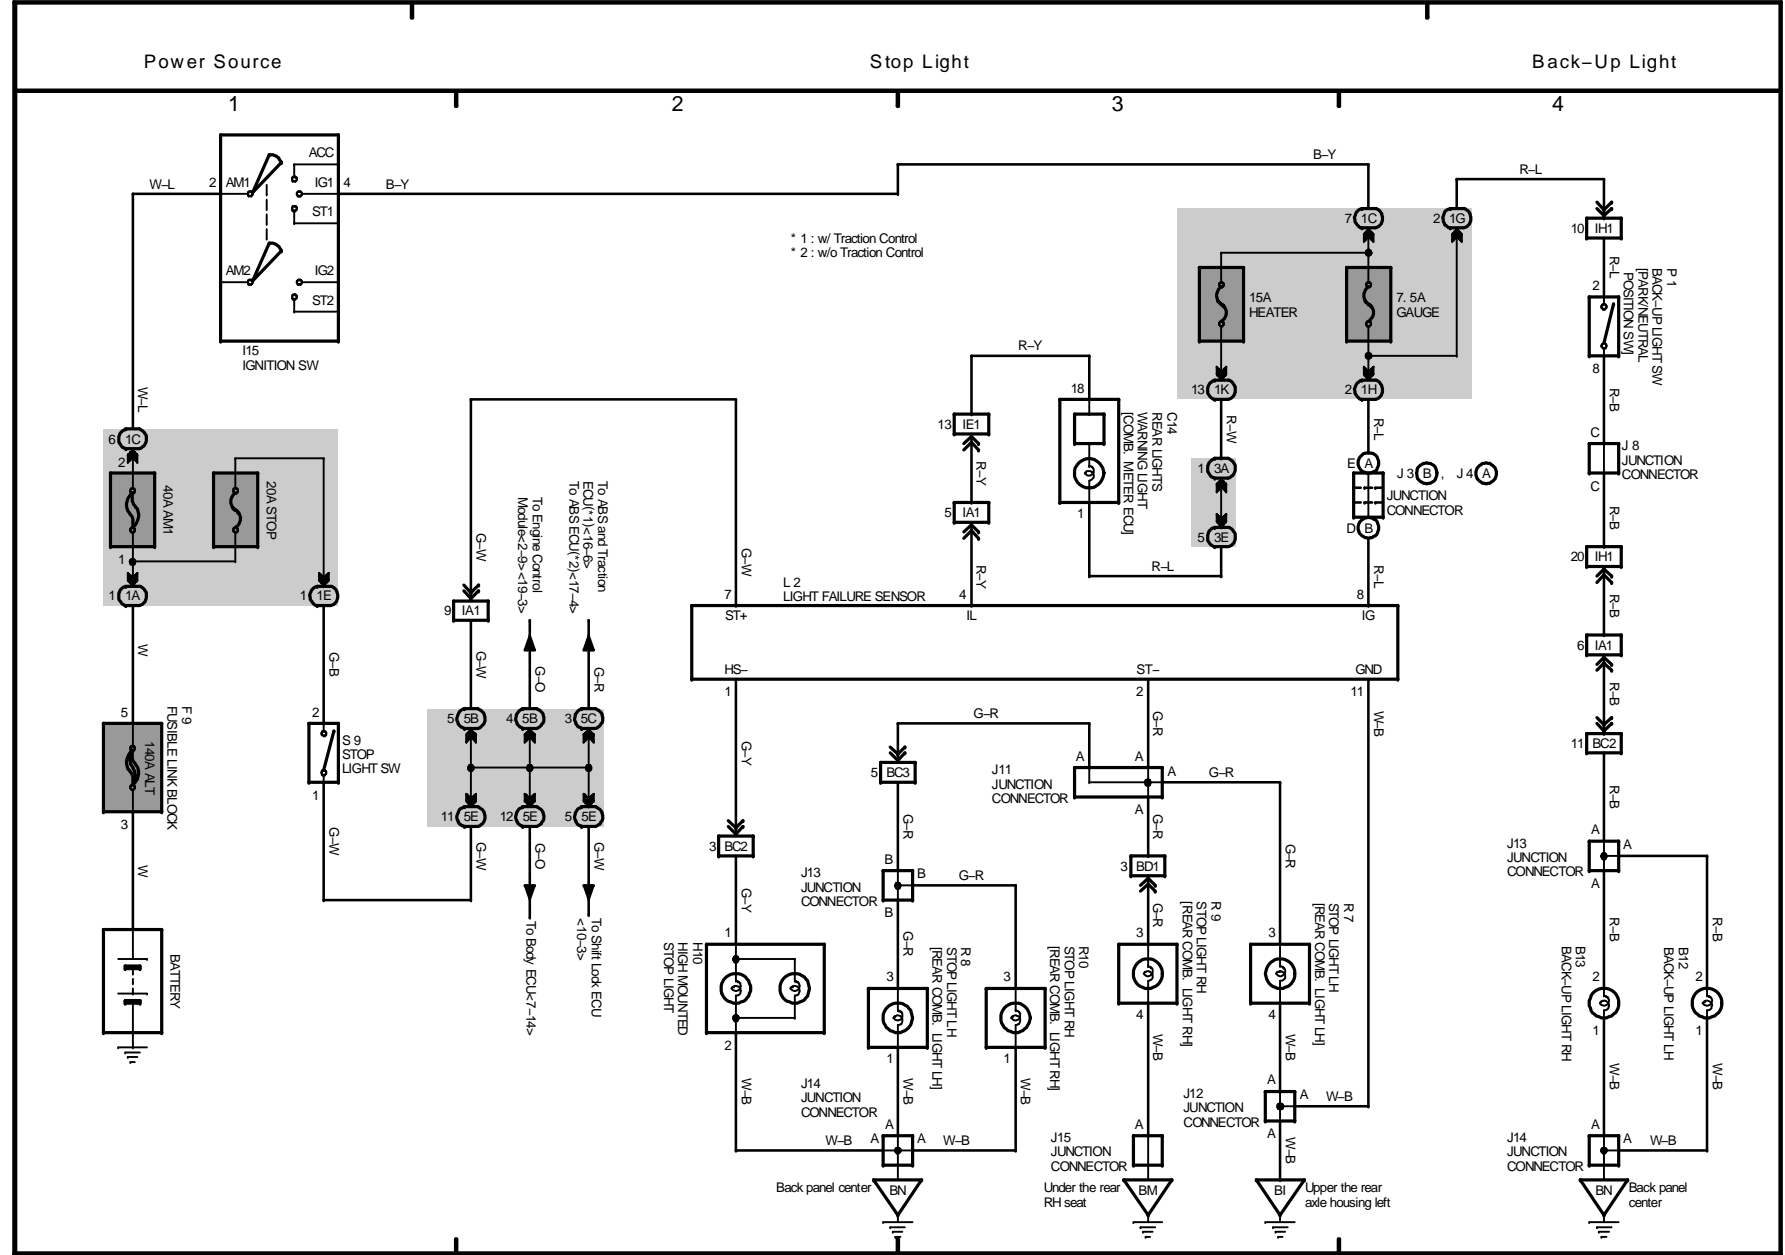 Power Source
Stop Light
Back–Up Light
1
2
3
4
ACC
W–L
2
AM1
IG1
4
B–Y
ST1
AM2
IG2
ST2
I15
IGNITION SW
B–Y
R–L
* 1 : w/ Traction Control
* 2 : w/o Traction Control
7
1C
2
1G
10
IH1
15A
HEATER
7. 5A
GAUGE
R–L
2
P 1
BACK–UP LIGHT SW
[PARK/NEUTRAL
POSITION SW]
8
R–Y
13
1K
2
1H
W–L
6
1C
2
40A AM1
20A STOP
1
1
1A
1
1E
18
C14
REAR LIGHTS
WARNING LIGHT
[COMB. METER ECU]
1
13
IE1
R–Y
5
IA1
R–Y
R–W
1
3A
5
3E
R–L
R–L
E
A
J 3
B
, J 4
A
JUNCTION
CONNECTOR
D
B
R–L
R–B
C
J 8
JUNCTION
CONNECTOR
C
R–B
20
IH1
R–B
6
IA1
R–B
11
BC2
R–B
G–W
9
IA1
G–W
G–W
To Engine Control
Module<2–9><19–3>
To ABS and Traction
ECU(*1)<16–6>
To ABS ECU(*2)<17–4>
G–O
G–R
L 2
LIGHT FAILURE SENSOR
7
4
8
ST+
IL
IG
HS–
ST–
GND
1
2
11
W
5
F 9
FUSIBLE LINK BLOCK
140A ALT
3
W
BATTERY
G–B
2
S 9
STOP
LIGHT SW
1
G–W
5
5B
4
5B
3
5C
11
5E
12
5E
5
5E
G–W
G–O
G–W
To Body ECU<7–14>
To Shift Lock ECU
<10–3>
G–Y
3
BC2
G–Y
1
H10
HIGH MOUNTED
STOP LIGHT
2
W–B
G–R
G–R
W–B
5
BC3
J11
JUNCTION
CONNECTOR
A
A
A
A
G–R
G–R
G–R
G–R
B
B
B
J13
JUNCTION
CONNECTOR
G–R
G–R
3
BD1
G–R
3
R 8
STOP LIGHT LH
[REAR COMB. LIGHT LH]
1
3
R10
STOP LIGHT RH
[REAR COMB. LIGHT RH]
1
3
R 9
STOP LIGHT RH
[REAR COMB. LIGHT RH]
4
3
R 7
STOP LIGHT LH
[REAR COMB. LIGHT LH]
4
W–B
W–B
W–B
W–B
J14
JUNCTION
CONNECTOR
W–B
A
A
A
W–B
Back panel center
BN
J15
JUNCTION
CONNECTOR
A
Under the rear
RH seat
BM
J12
JUNCTION
CONNECTOR
A
A
A
W–B
W–B
BI
Upper the rear
axle housing left
J13
JUNCTION
CONNECTOR
A
A
A
R–B
R–B
2
B13
BACK–UP LIGHT RH
1
2
B12
BACK–UP LIGHT LH
1
W–B
W–B
J14
JUNCTION
CONNECTOR
A
A
W–B
BN
Back panel
center